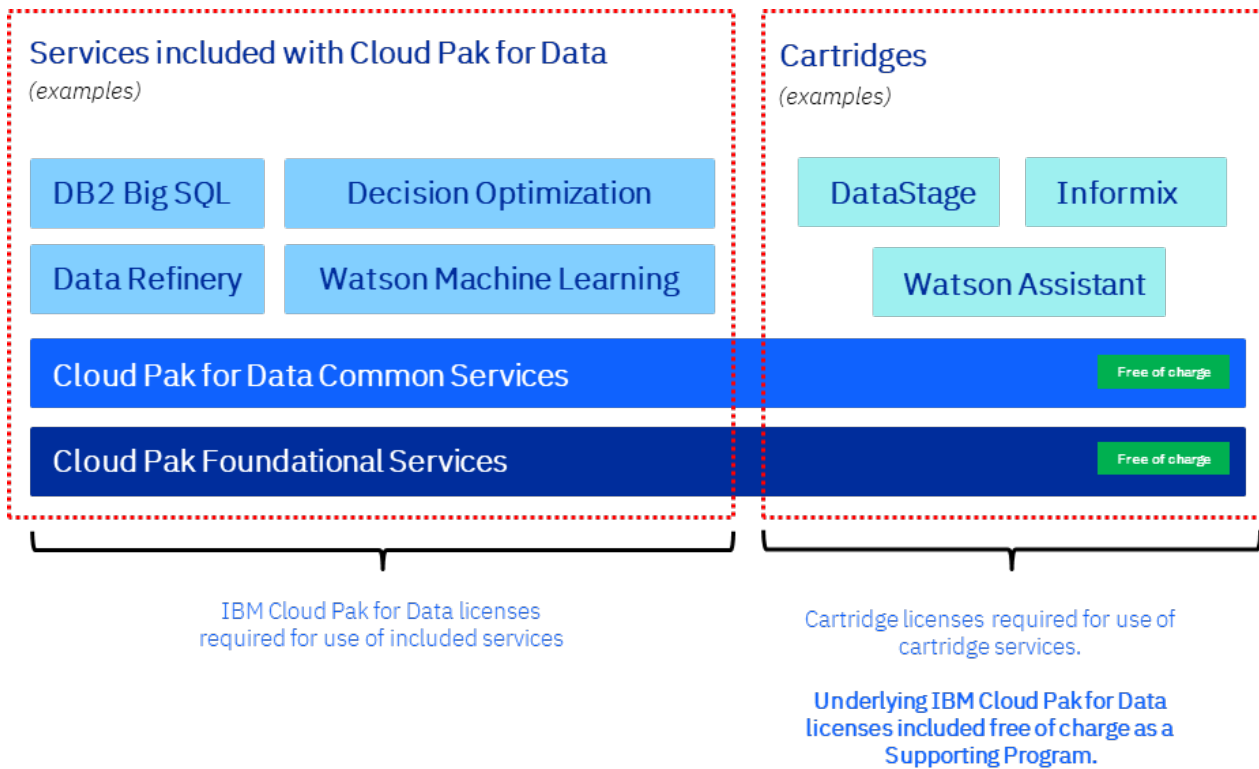 Services included with Cloud Pak for Data
(examples)
DB2 Big SQL
Decision Optimization
Data Refinery
Watson Machine Learning
Cartridges
(examples)
DataStage
Informix
Watson Assistant
Cloud Pak for Data Common Services
Free of charge
Cloud Pak Foundational Services
Free of charge
IBM Cloud Pak for Data licenses
required for use of included services
Cartridge licenses required for use of
cartridge services.
Underlying IBM Cloud Pak for Data
licenses included free of charge as a
Supporting Program.